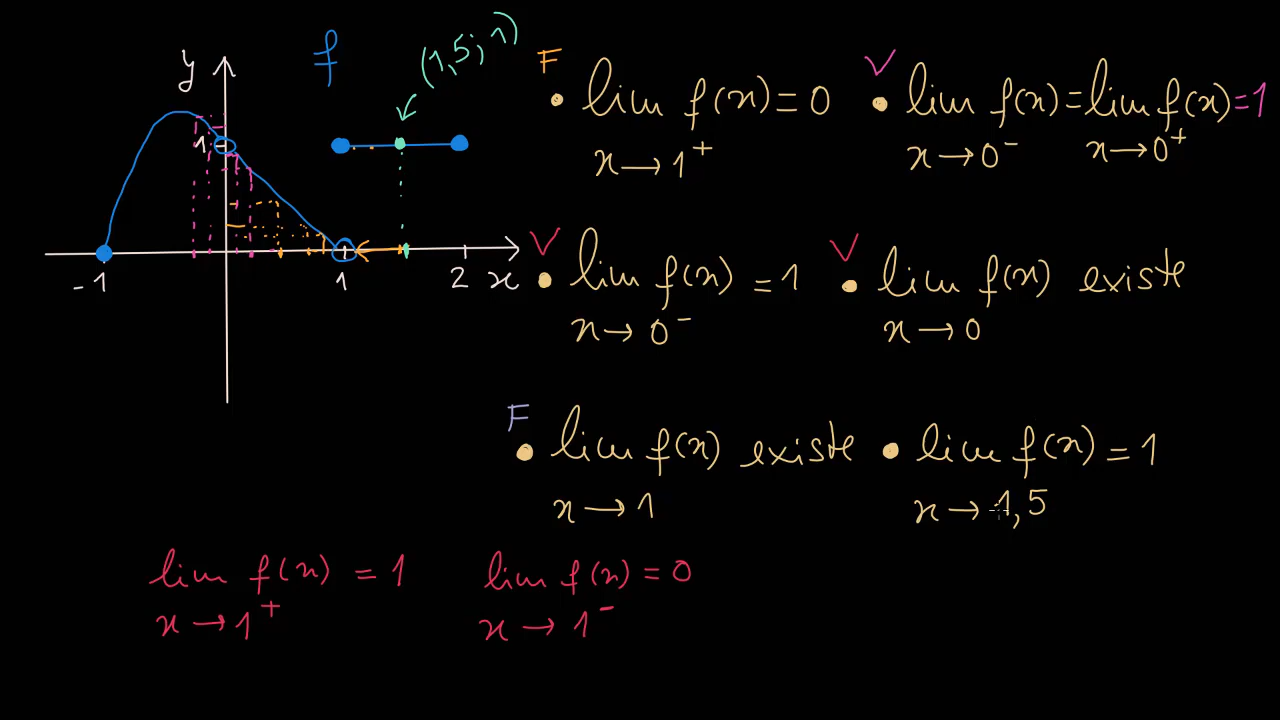 y
f
(1,5; 1)
1
-1
1
2
x
F
• lim f(x) = 0
x → 1⁺
V
• lim f(x) = lim f(x) = 1
x → 0⁻ x → 0⁺
V
• lim f(x) = 1
x → 0⁻
V
• lim f(x) existe
x → 0
F
• lim f(x) existe
x → 1
• lim f(x) = 1
x → 1,5
lim f(x) = 1
x → 1⁺
lim f(x) = 0
x → 1⁻